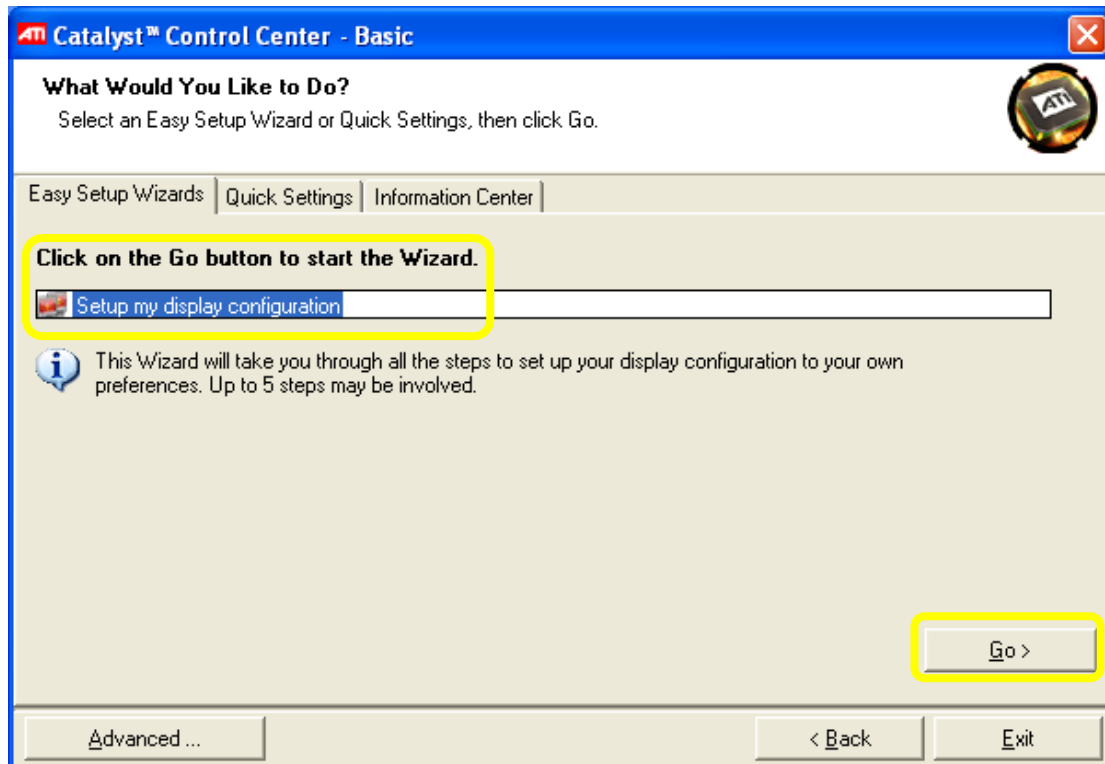 ATI Catalyst™ Control Center - Basic
What Would You Like to Do?
Select an Easy Setup Wizard or Quick Settings, then click Go.
ATI
Easy Setup Wizards Quick Settings Information Center
Click on the Go button to start the Wizard.
Setup my display configuration
This Wizard will take you through all the steps to set up your display configuration to your own
preferences. Up to 5 steps may be involved.
Go >
Advanced ... < Back Exit